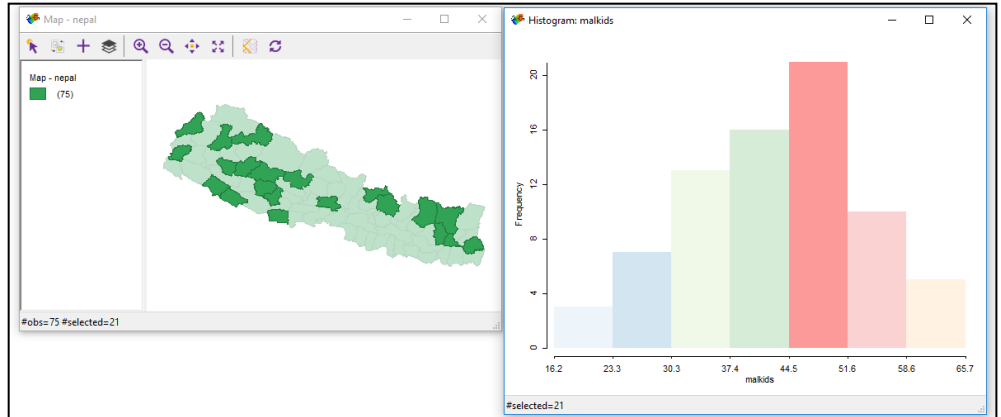 Map - nepal
Map - nepal
(75)
#obs=75 #selected=21
Histogram: malkids
Frequency
20
16
12
8
4
0
16.2 23.3 30.3 37.4 44.5 51.6 58.6 65.7
malkids
#selected=21